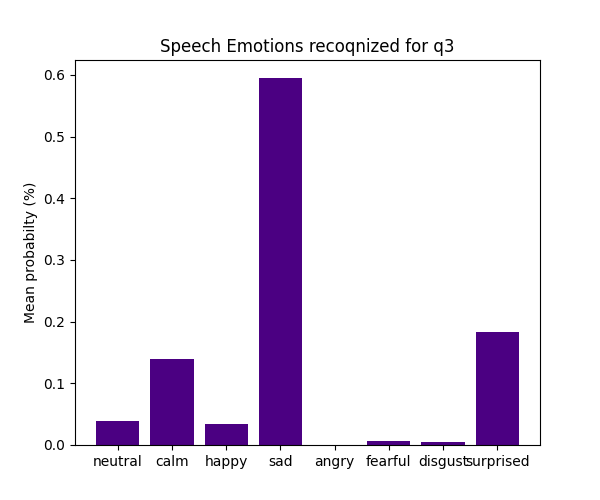 Speech Emotions recoqnized for q3
Mean probabilty (%)
0.6
0.5
0.4
0.3
0.2
0.1
0.0
neutral calm happy sad angry fearful disgust surprised